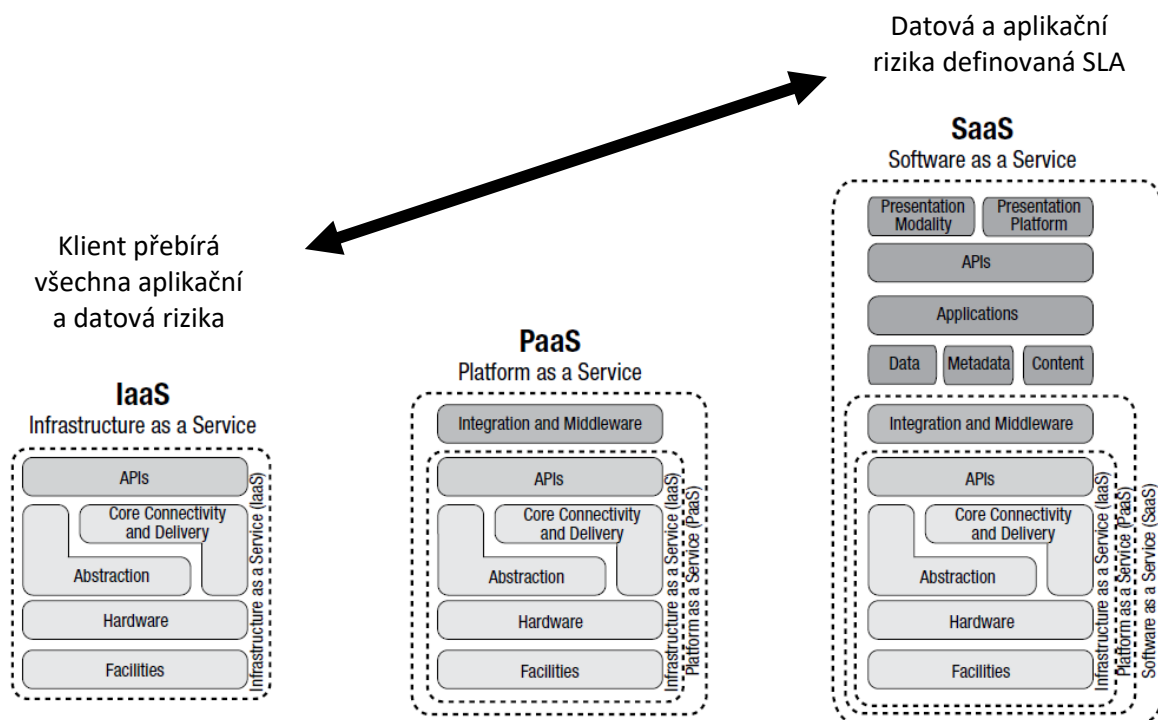 Datová a aplikační
rizika definovaná SLA
Klient přebírá
všechna aplikační
a datová rizika
IaaS
Infrastructure as a Service
APIs
Core Connectivity
and Delivery
Abstraction
Hardware
Facilities
Infrastructure as a Service (IaaS)
PaaS
Platform as a Service
Integration and Middleware
APIs
Core Connectivity
and Delivery
Abstraction
Hardware
Facilities
Infrastructure as a Service (IaaS)
Platform as a Service (PaaS)
SaaS
Software as a Service
Presentation
Modality
Presentation
Platform
APIs
Applications
Data
Metadata
Content
Integration and Middleware
APIs
Core Connectivity
and Delivery
Abstraction
Hardware
Facilities
Infrastructure as a Service (IaaS)
Platform as a Service (PaaS)
Software as a Service (SaaS)